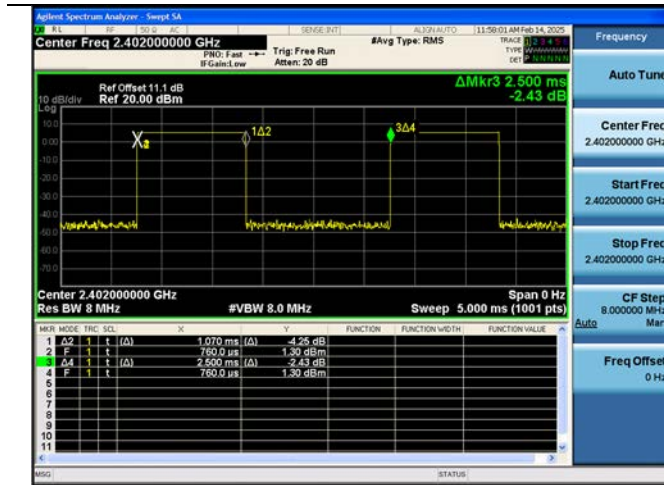 Agilent Spectrum Analyzer - Swept SA
RL RF 50 Ω AC SENSE:INT ALIGN AUTO 11:58:01 AM Feb 14, 2025
Center Freq 2.402000000 GHz
PNO: Fast
IFGain:Low
Trig: Free Run
Atten: 20 dB
#Avg Type: RMS
TRACE 1 2 3 4 5 6
TYPE
DET P N N N N N
Ref Offset 11.1 dB
10 dB/div Ref 20.00 dBm
Log
ΔMkr3 2.500 ms
-2.43 dB
10.0
0.00
-10.0
-20.0
-30.0
-40.0
-50.0
-60.0
-70.0
1Δ2
3Δ4
Center 2.402000000 GHz
Res BW 8 MHz
#VBW 8.0 MHz
Span 0 Hz
Sweep 5.000 ms (1001 pts)
MKR MODE TRC SCL X Y FUNCTION FUNCTION WIDTH FUNCTION VALUE
1 Δ2 1 t (Δ) 1.070 ms (Δ) -4.25 dB
2 F 1 t 760.0 µs 1.30 dBm
3 Δ4 1 t (Δ) 2.500 ms (Δ) -2.43 dB
4 F 1 t 760.0 µs 1.30 dBm
5
6
7
8
9
10
11
MSG STATUS
Frequency
Auto Tune
Center Freq
2.402000000 GHz
Start Freq
2.402000000 GHz
Stop Freq
2.402000000 GHz
CF Step
8.000000 MHz
Auto Man
Freq Offset
0 Hz